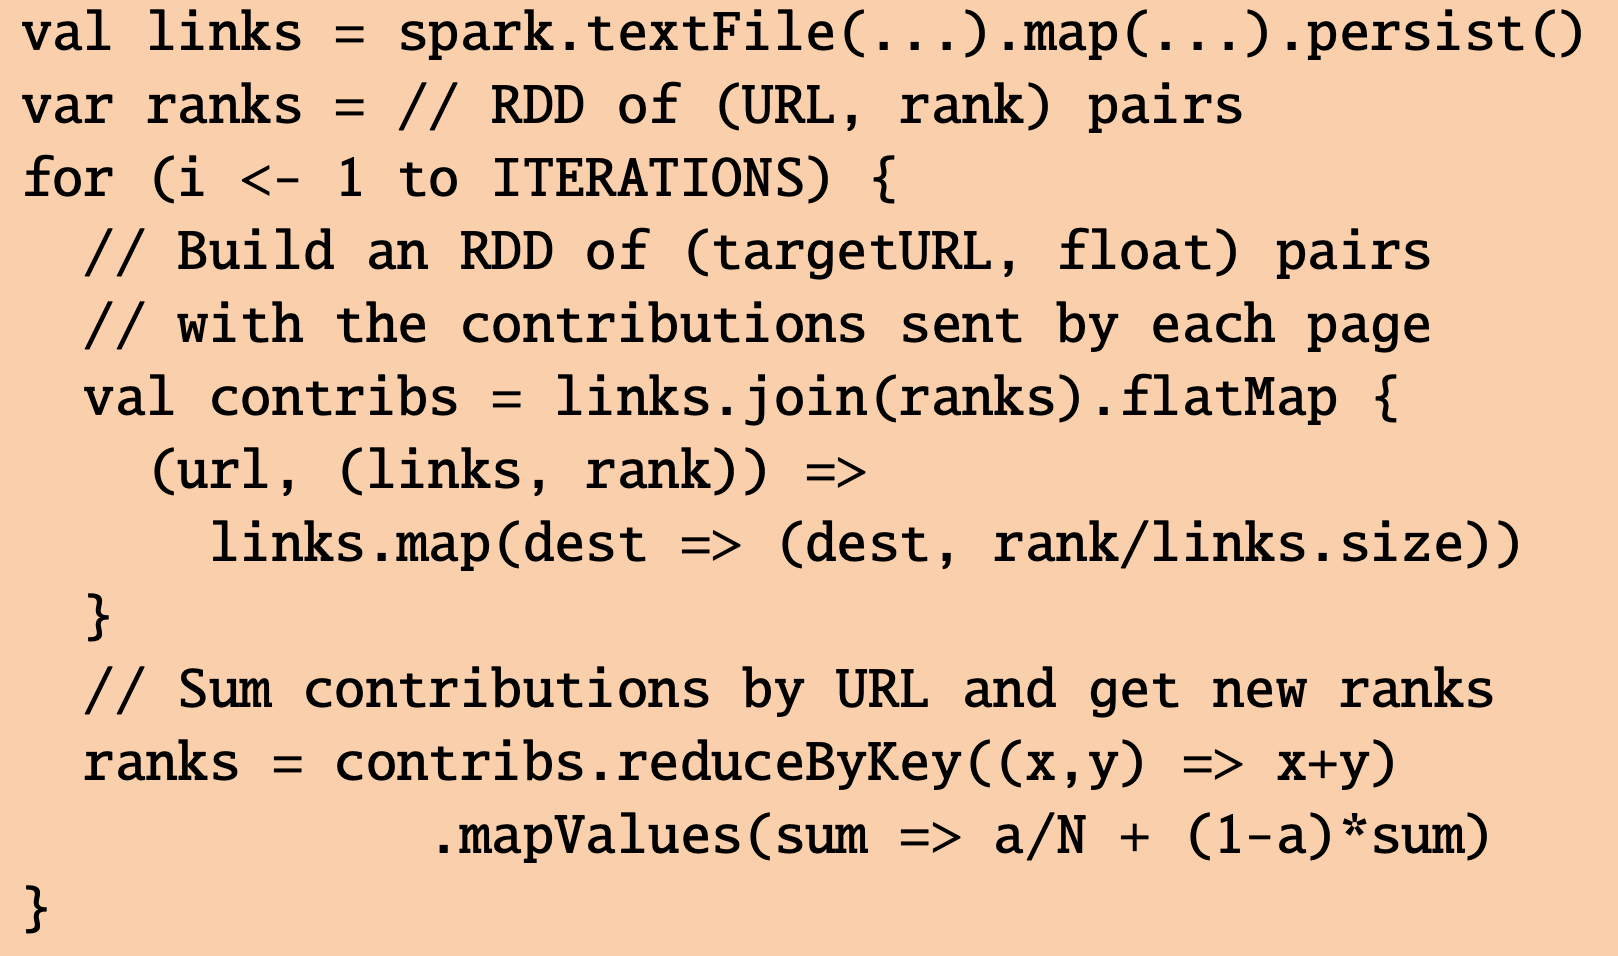 val links = spark.textFile(...).map(...).persist()
var ranks = // RDD of (URL, rank) pairs
for (i <- 1 to ITERATIONS) {
  // Build an RDD of (targetURL, float) pairs
  // with the contributions sent by each page
  val contribs = links.join(ranks).flatMap {
    (url, (links, rank)) =>
      links.map(dest => (dest, rank/links.size))
  }
  // Sum contributions by URL and get new ranks
  ranks = contribs.reduceByKey((x,y) => x+y)
             .mapValues(sum => a/N + (1-a)*sum)
}